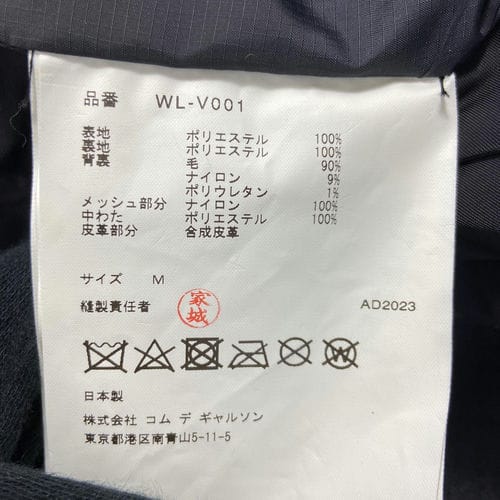 品番 WL-V001
表地 ポリエステル 100%
裏地 ポリエステル 100%
背裏 毛 90%
ナイロン 9%
ポリウレタン 1%
メッシュ部分 ナイロン 100%
中わた ポリエステル 100%
皮革部分 合成皮革
サイズ M
縫製責任者 家城 AD2023
W
日本製
株式会社 コム デ ギャルソン
東京都港区南青山5-11-5